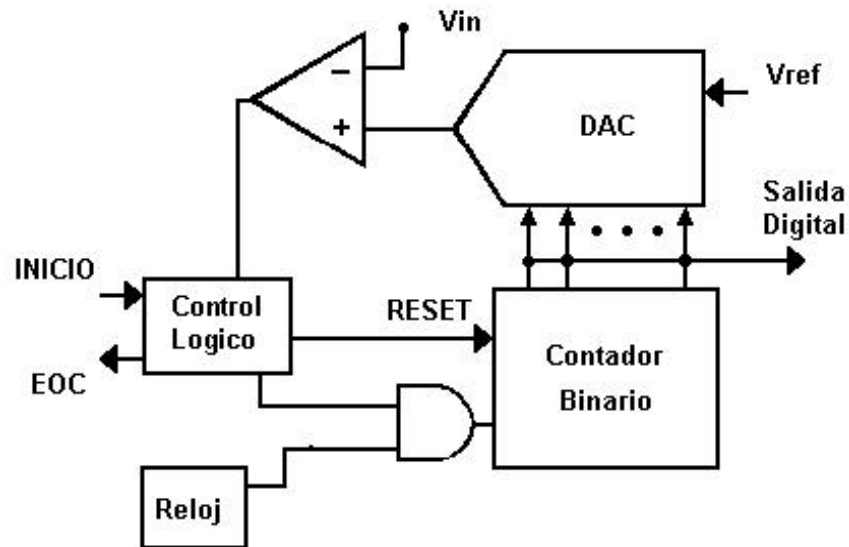 Vin
Vref
DAC
−
+
Salida
Digital
INICIO
Control
Logico
RESET
EOC
Contador
Binario
Reloj